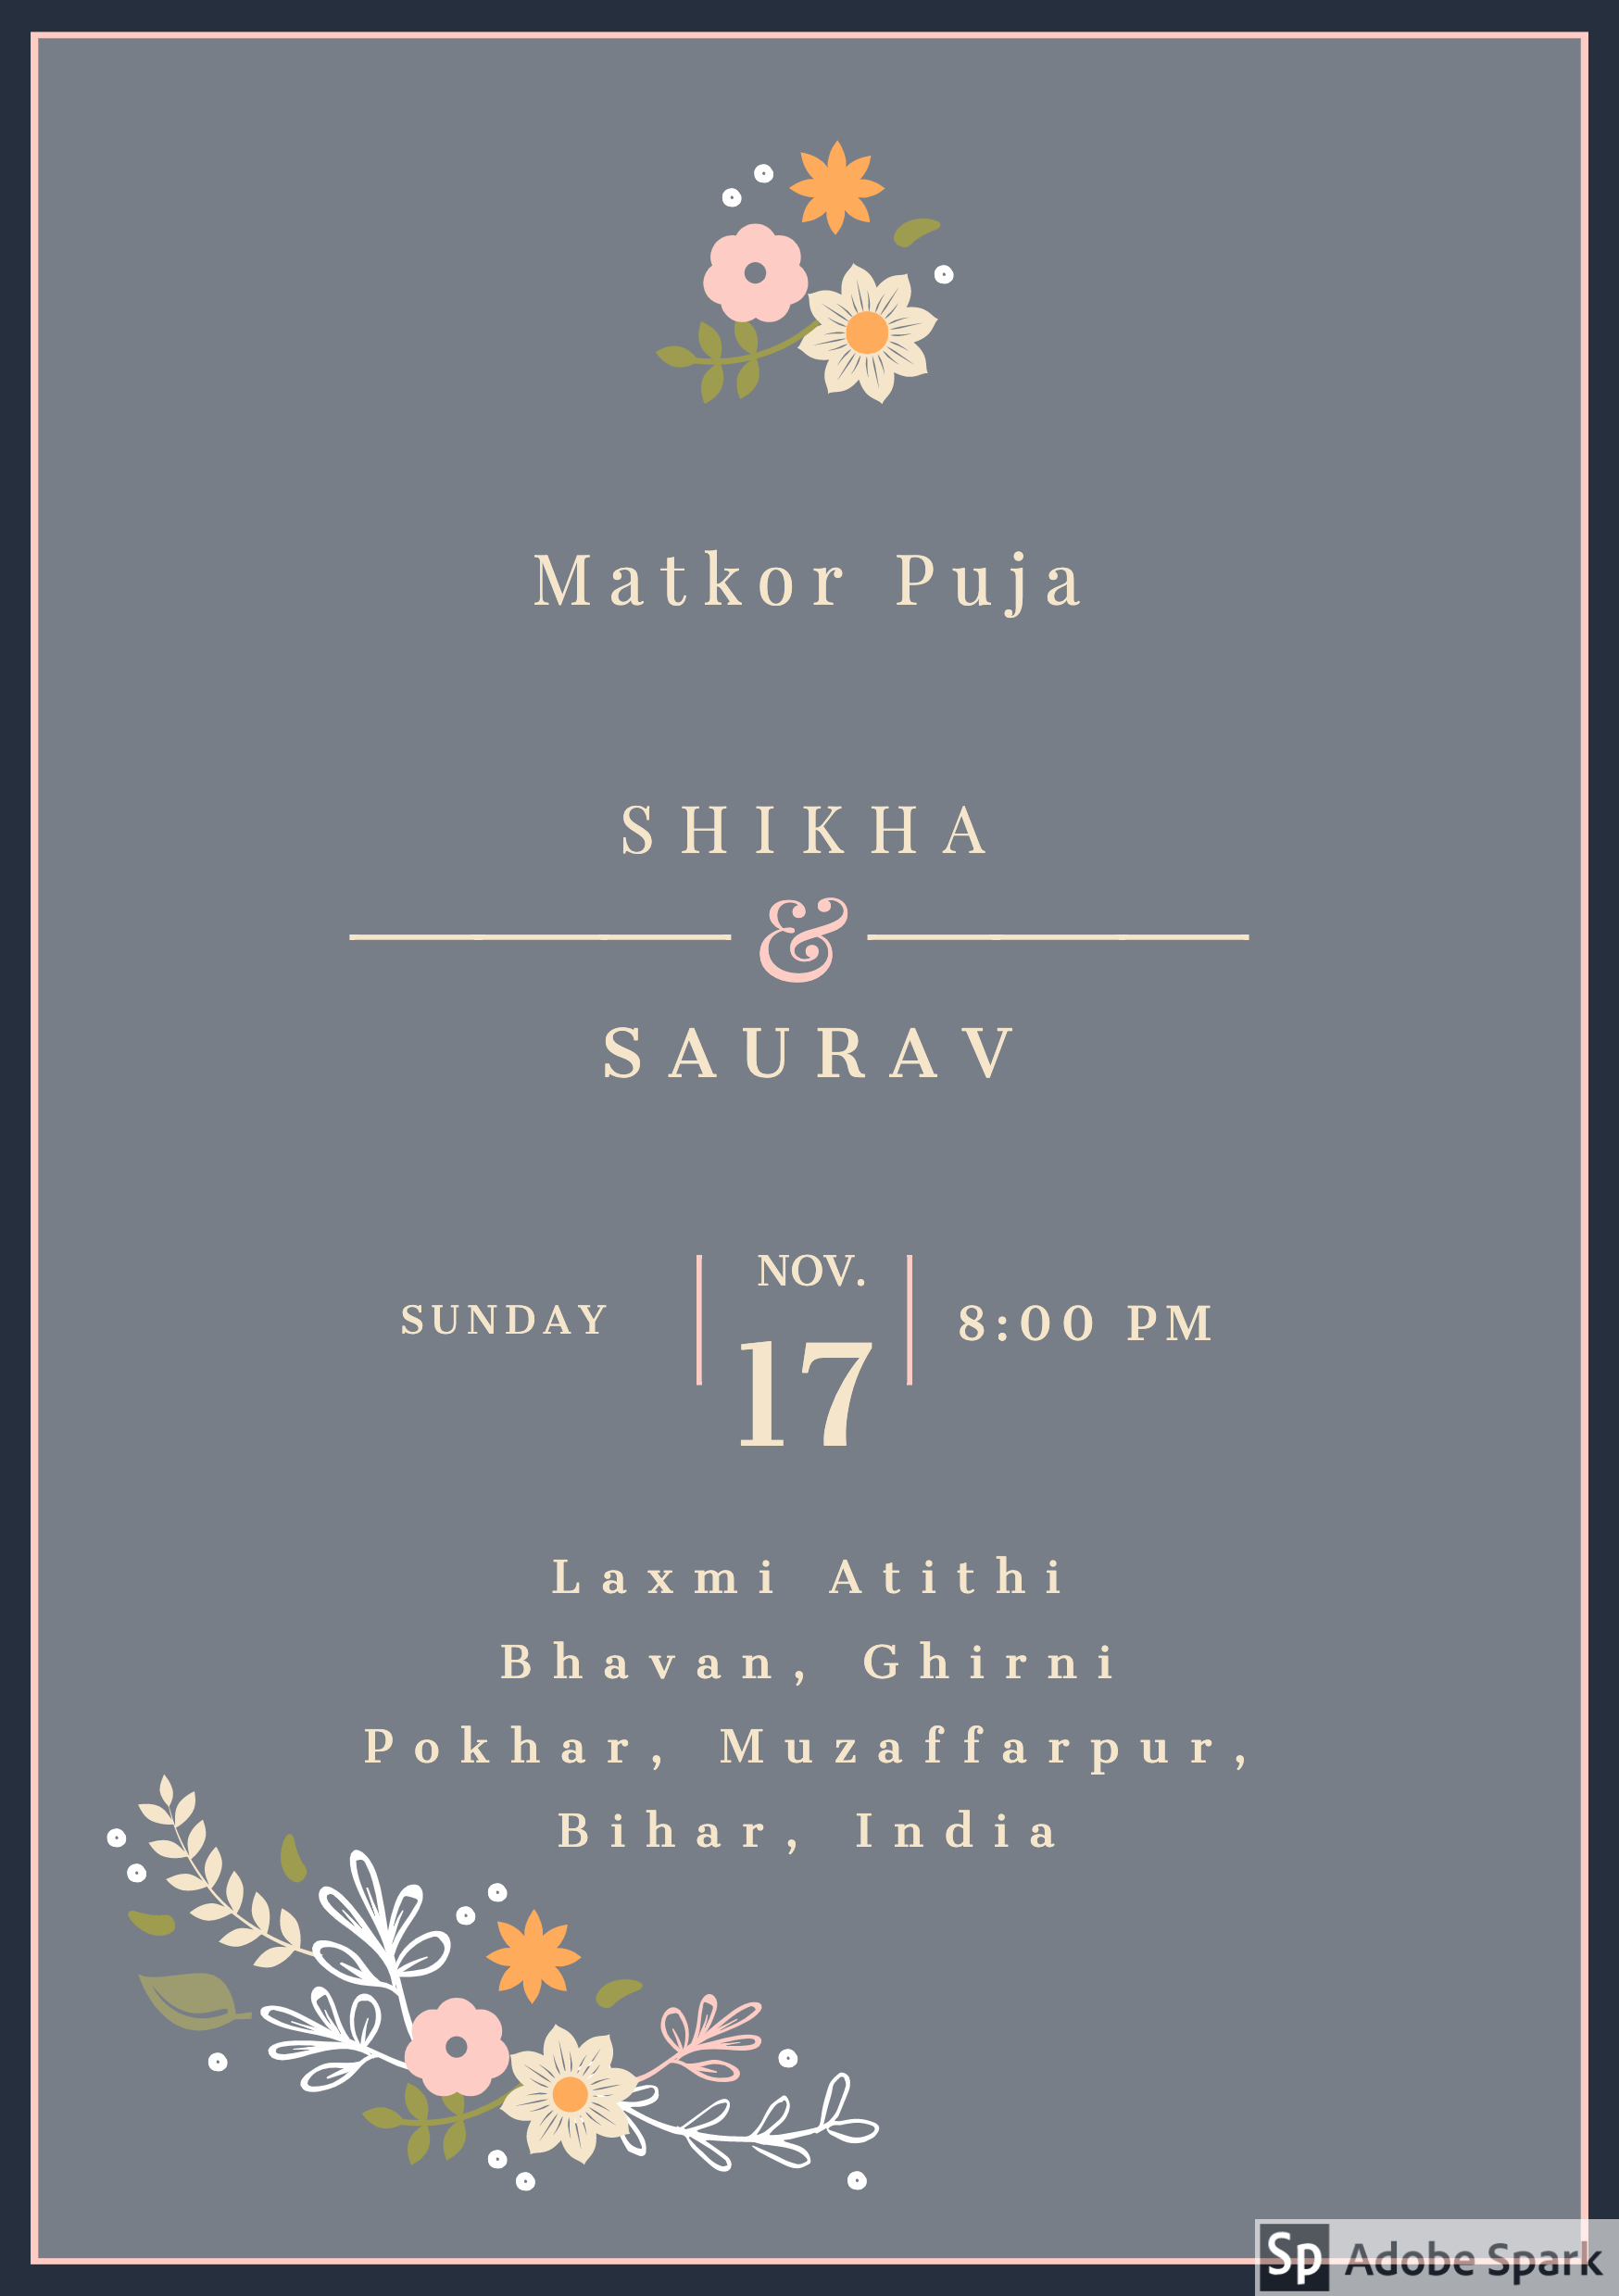 Matkor Puja
SHIKHA
&
SAURAV
SUNDAY
NOV.
17
8:00 PM
Laxmi Atithi
Bhavan, Ghirni
Pokhar, Muzaffarpur,
Bihar, India
Sp Adobe Spark